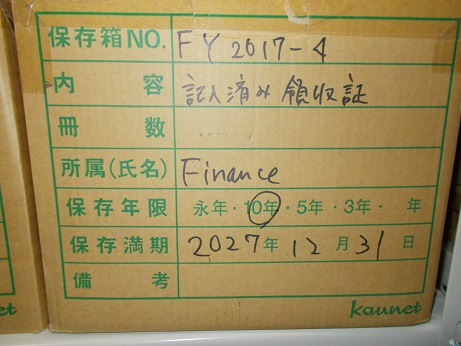 保存箱NO. FY 2017-4
内容 記入済み 領収証
冊数
所属(氏名) Finance
保存年限 永年・10年・5年・3年・ 年
保存満期 2027年 12月31日
備考
kaunet